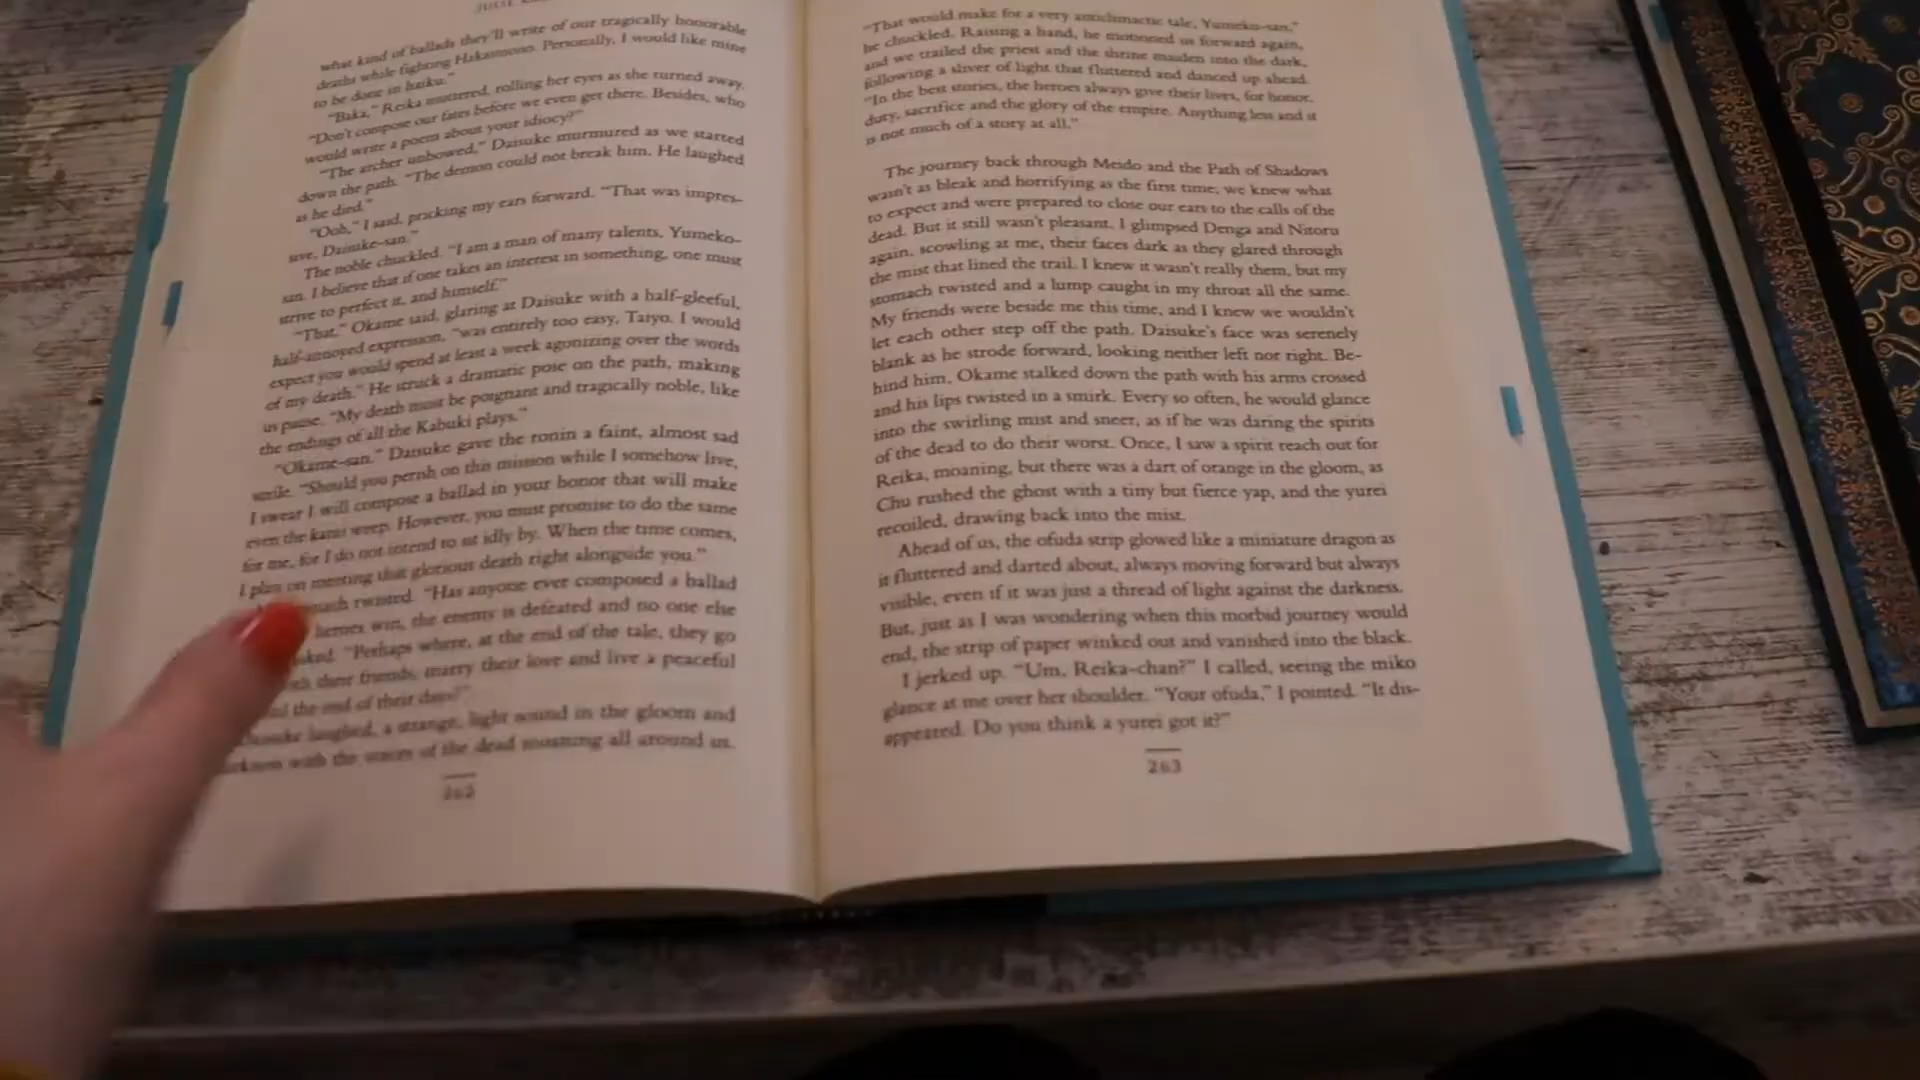 JULIE
what kind of ballads they'll write of our tragically honorable
deaths while fighting Hakaimono. Personally, I would like mine
to be done in haiku."
"Baka," Reika muttered, rolling her eyes as she turned away.
"Don't compose our fates before we even get there. Besides, who
would write a poem about your idiocy?"
"The archer unbowed," Daisuke murmured as we started
down the path. "The demon could not break him. He laughed
as he died."
"Ooh," I said, pricking my ears forward. "That was impres-
sive, Daisuke-san."
The noble chuckled. "I am a man of many talents, Yumeko-
san. I believe that if one takes an interest in something, one must
strive to perfect it, and himself."
"That," Okame said, glaring at Daisuke with a half-gleeful,
half-annoyed expression, "was entirely too easy, Taiyo. I would
expect you would spend at least a week agonizing over the words
of my death." He struck a dramatic pose on the path, making
us pause. "My death must be poignant and tragically noble, like
the endings of all the Kabuki plays."
"Okame-san." Daisuke gave the ronin a faint, almost sad
smile. "Should you perish on this mission while I somehow live,
I swear I will compose a ballad in your honor that will make
even the kami weep. However, you must promise to do the same
for me, for I do not intend to sit idly by. When the time comes,
I plan on meeting that glorious death right alongside you."
twisted. "Has anyone ever composed a ballad
heroes win, the enemy is defeated and no one else
"Perhaps where, at the end of the tale, they go
their friends, marry their love and live a peaceful
the end of their days?"
Daisuke laughed, a strange, light sound in the gloom and
darkness with the voices of the dead moaning all around us.
262
"That would make for a very anticlimactic tale, Yumeko-san,"
he chuckled. Raising a hand, he motioned us forward again,
and we trailed the priest and the shrine maiden into the dark,
following a sliver of light that fluttered and danced up ahead.
"In the best stories, the heroes always give their lives, for honor,
duty, sacrifice and the glory of the empire. Anything less and it
is not much of a story at all."
The journey back through Meido and the Path of Shadows
wasn't as bleak and horrifying as the first time; we knew what
to expect and were prepared to close our ears to the calls of the
dead. But it still wasn't pleasant. I glimpsed Denga and Nitoru
again, scowling at me, their faces dark as they glared through
the mist that lined the trail. I knew it wasn't really them, but my
stomach twisted and a lump caught in my throat all the same.
My friends were beside me this time, and I knew we wouldn't
let each other step off the path. Daisuke's face was serenely
blank as he strode forward, looking neither left nor right. Be-
hind him, Okame stalked down the path with his arms crossed
and his lips twisted in a smirk. Every so often, he would glance
into the swirling mist and sneer, as if he was daring the spirits
of the dead to do their worst. Once, I saw a spirit reach out for
Reika, moaning, but there was a dart of orange in the gloom, as
Chu rushed the ghost with a tiny but fierce yap, and the yurei
recoiled, drawing back into the mist.
Ahead of us, the ofuda strip glowed like a miniature dragon as
it fluttered and darted about, always moving forward but always
visible, even if it was just a thread of light against the darkness.
But, just as I was wondering when this morbid journey would
end, the strip of paper winked out and vanished into the black.
I jerked up. "Um, Reika-chan?" I called, seeing the miko
glance at me over her shoulder. "Your ofuda," I pointed. "It dis-
appeared. Do you think a yurei got it?"
263